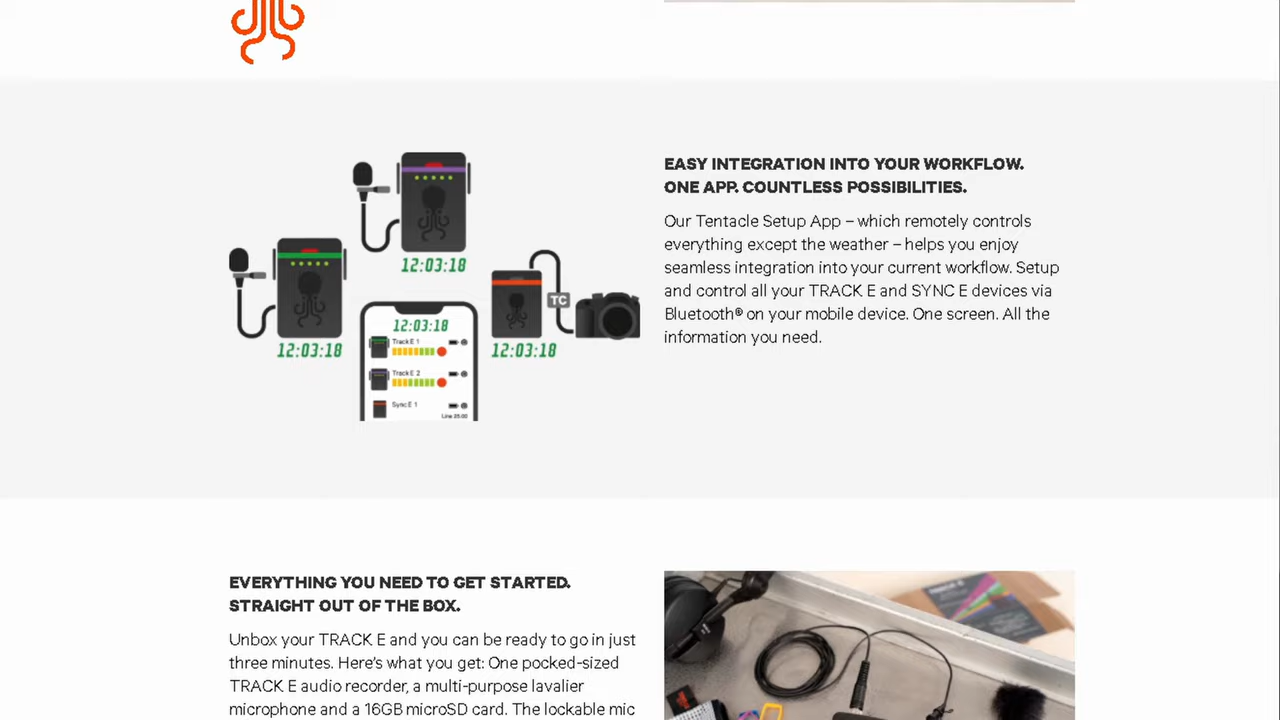 12:03:18
12:03:18
TC
12:03:18
12:03:18
Track E 1
Track E 2
Sync E 1
Line 25.00
EASY INTEGRATION INTO YOUR WORKFLOW.
ONE APP. COUNTLESS POSSIBILITIES.
Our Tentacle Setup App – which remotely controls
everything except the weather – helps you enjoy
seamless integration into your current workflow. Setup
and control all your TRACK E and SYNC E devices via
Bluetooth® on your mobile device. One screen. All the
information you need.
EVERYTHING YOU NEED TO GET STARTED.
STRAIGHT OUT OF THE BOX.
Unbox your TRACK E and you can be ready to go in just
three minutes. Here's what you get: One pocked-sized
TRACK E audio recorder, a multi-purpose lavalier
microphone and a 16GB microSD card. The lockable mic
TRACK E